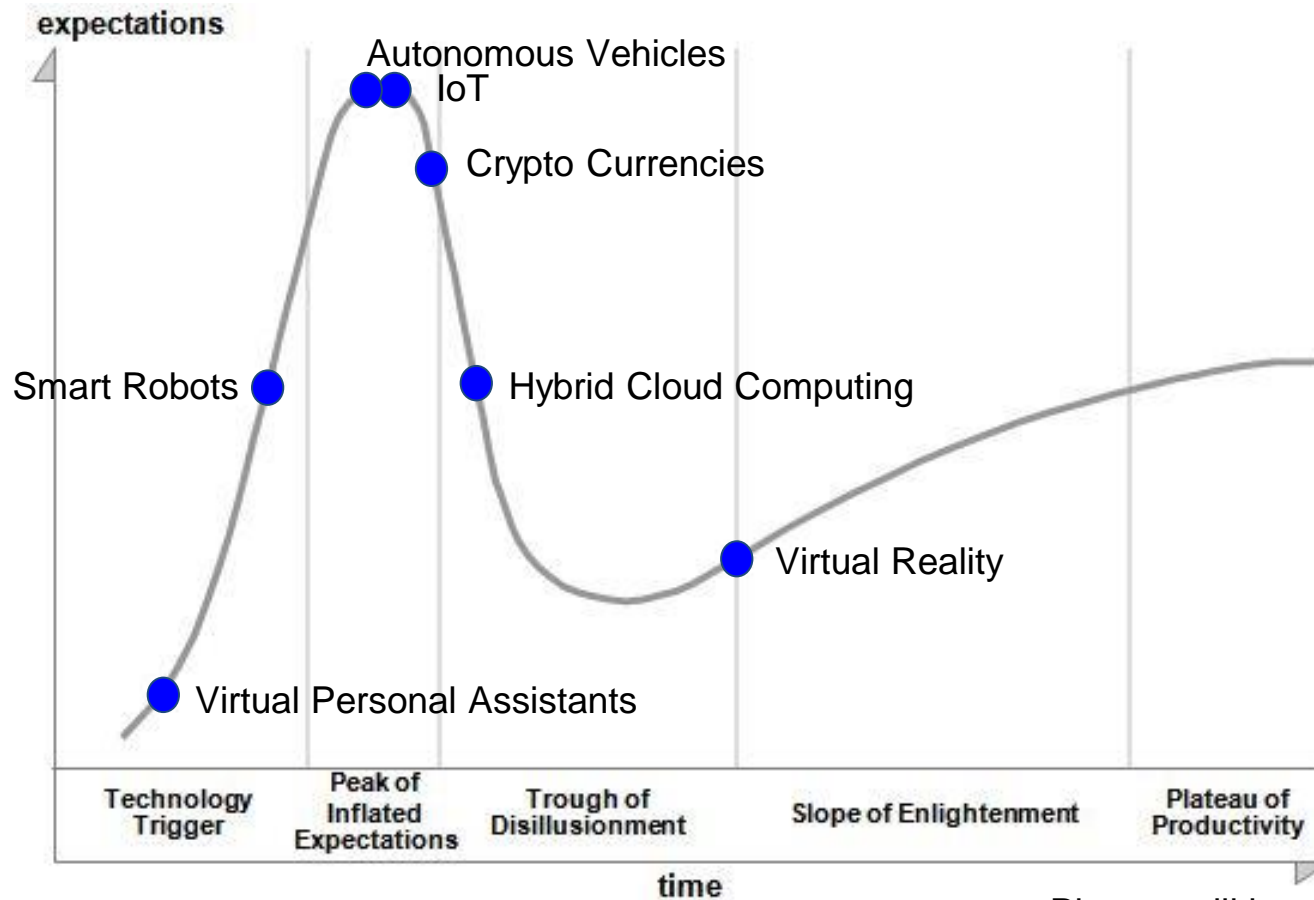 expectations
Autonomous Vehicles
IoT
Crypto Currencies
Smart Robots
Hybrid Cloud Computing
Virtual Reality
Virtual Personal Assistants
Technology
Trigger
Peak of
Inflated
Expectations
Trough of
Disillusionment
Slope of Enlightenment
Plateau of
Productivity
time